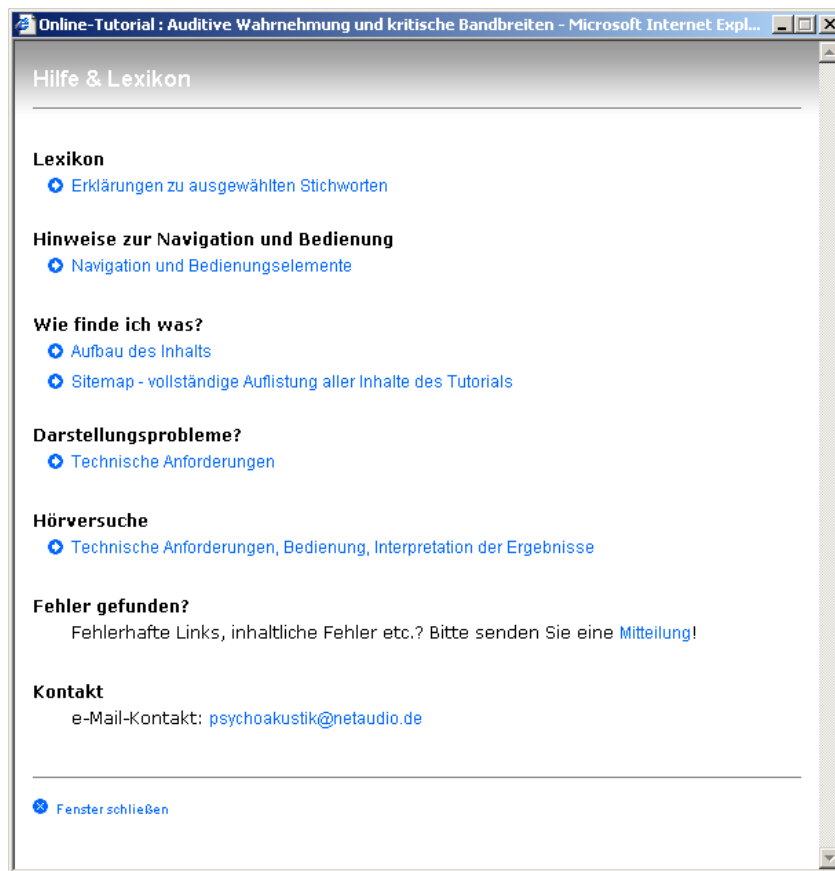 Online-Tutorial : Auditive Wahrnehmung und kritische Bandbreiten - Microsoft Internet Expl...
Hilfe & Lexikon
Lexikon
Erklärungen zu ausgewählten Stichworten
Hinweise zur Navigation und Bedienung
Navigation und Bedienungselemente
Wie finde ich was?
Aufbau des Inhalts
Sitemap - vollständige Auflistung aller Inhalte des Tutorials
Darstellungsprobleme?
Technische Anforderungen
Hörversuche
Technische Anforderungen, Bedienung, Interpretation der Ergebnisse
Fehler gefunden?
Fehlerhafte Links, inhaltliche Fehler etc.? Bitte senden Sie eine Mitteilung!
Kontakt
e-Mail-Kontakt: psychoakustik@netaudio.de
Fenster schließen